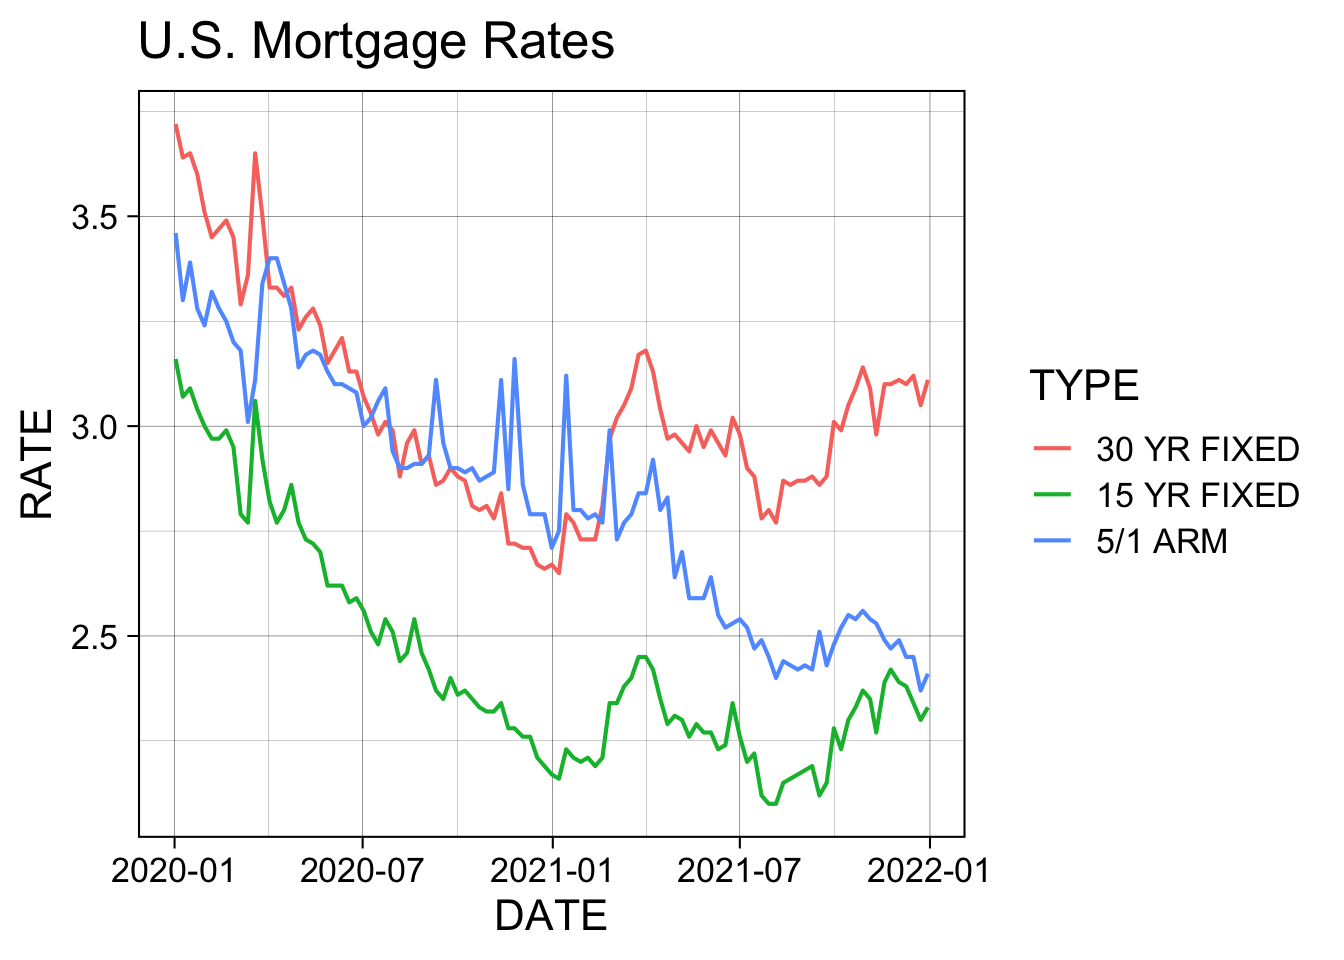 U.S. Mortgage Rates
3.5
3.0
2.5
RATE
2020-01 2020-07 2021-01 2021-07 2022-01
DATE
TYPE
30 YR FIXED
15 YR FIXED
5/1 ARM